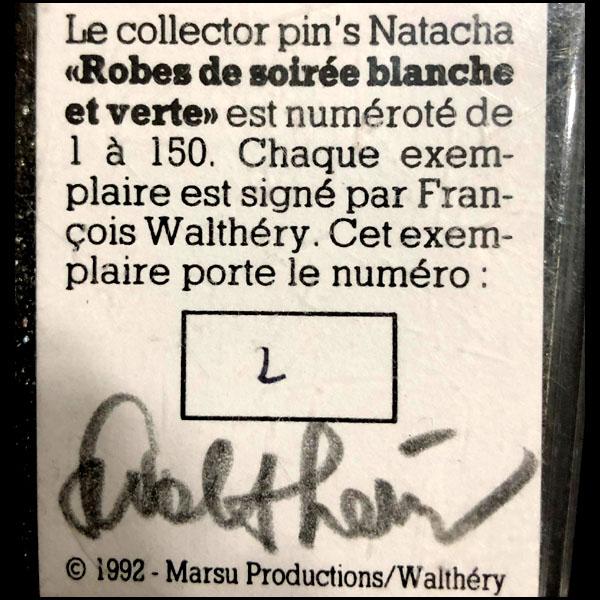 Le collector pin's Natacha
«Robes de soirée blanche
et verte» est numéroté de
1 à 150. Chaque exem-
plaire est signé par Fran-
çois Walthéry. Cet exem-
plaire porte le numéro :
2
Walthéry
© 1992 - Marsu Productions/Walthéry